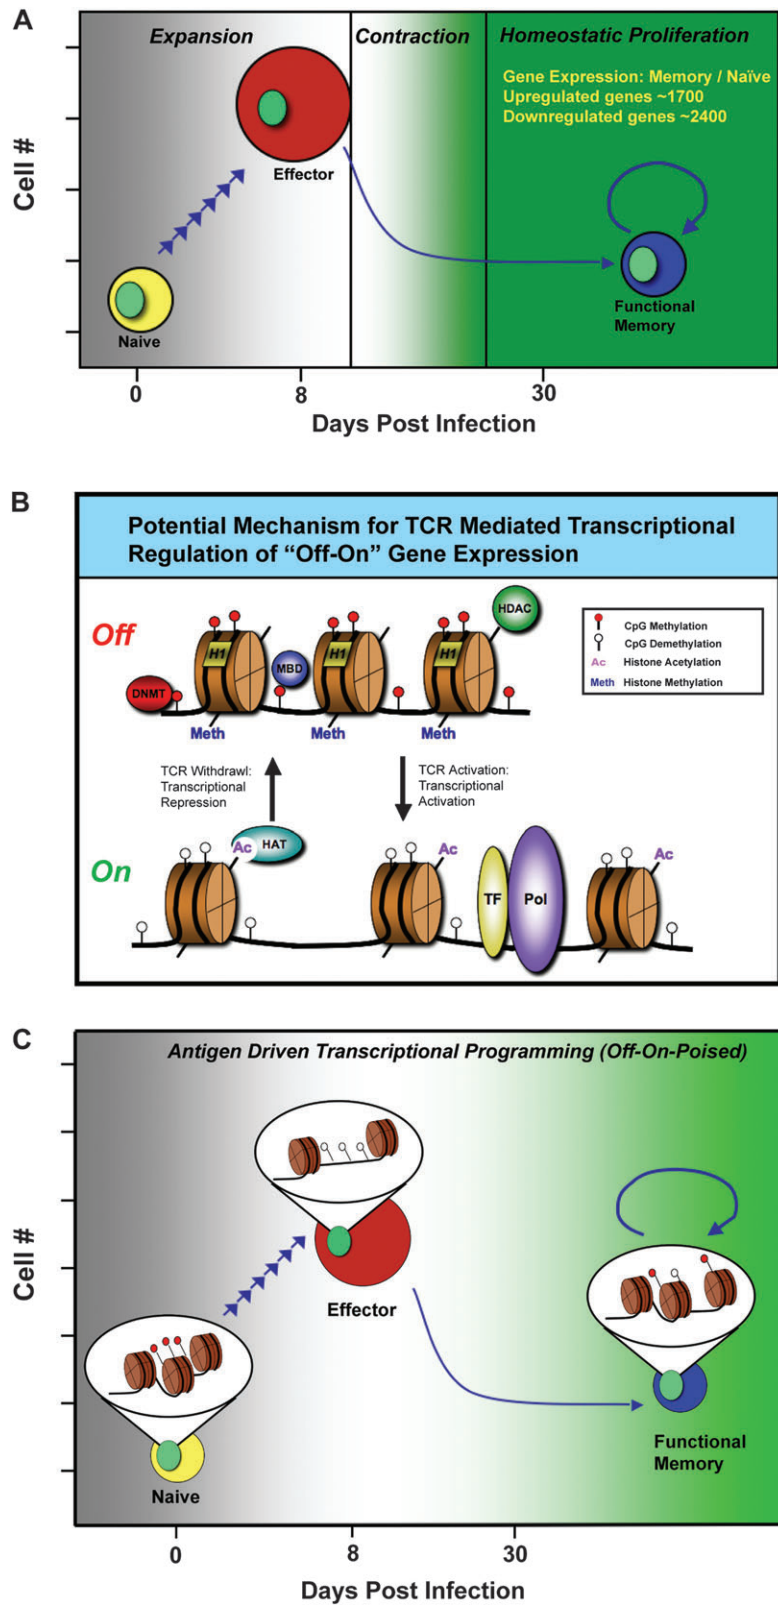 A
Expansion
Contraction
Homeostatic Proliferation
Gene Expression: Memory / Naïve
Upregulated genes ~1700
Downregulated genes ~2400
Cell #
Effector
Naive
Functional
Memory
0
8
30
Days Post Infection
B
Potential Mechanism for TCR Mediated Transcriptional
Regulation of “Off-On” Gene Expression
Off
DNMT
H1
MBD
H1
H1
HDAC
CpG Methylation
CpG Demethylation
Ac Histone Acetylation
Meth Histone Methylation
Meth
Meth
Meth
TCR Withdrawl:
Transcriptional
Repression
TCR Activation:
Transcriptional
Activation
On
Ac
HAT
Ac
TF
Pol
Ac
C
Antigen Driven Transcriptional Programming (Off-On-Poised)
Cell #
Effector
Naive
Functional
Memory
0
8
30
Days Post Infection